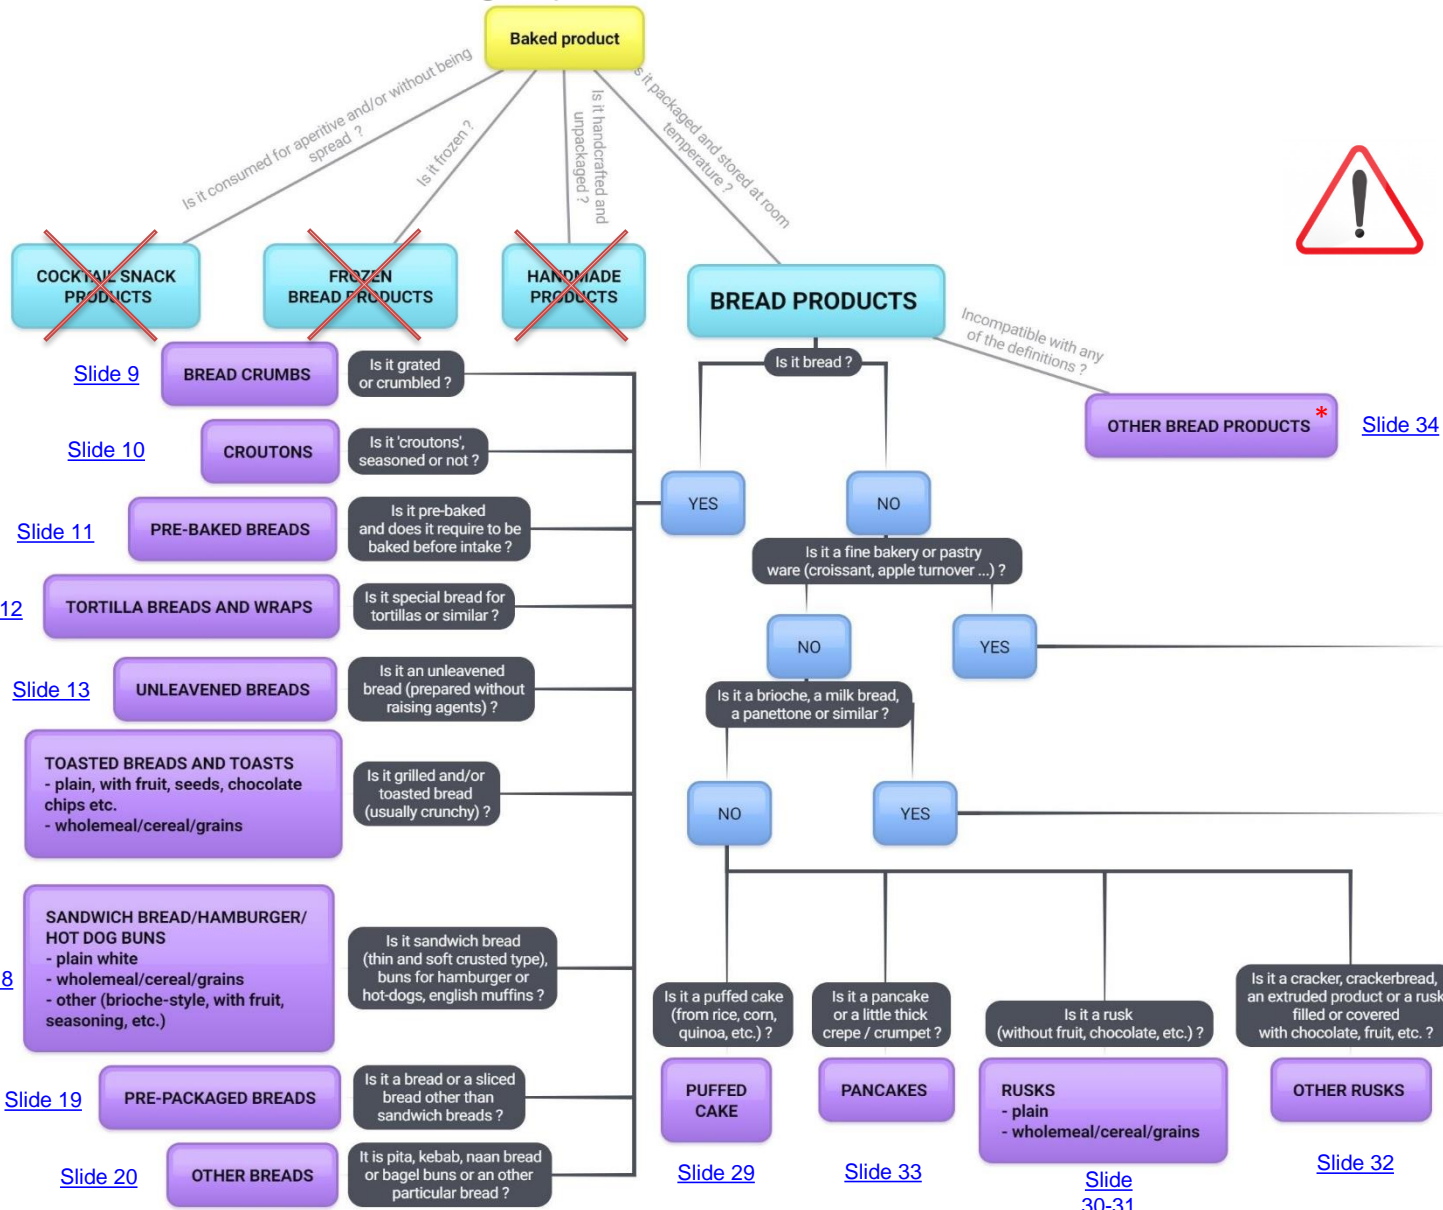 Baked product
Is it consumed for aperitive and/or without being
spread ?
Is it frozen ?
Is it handcrafted and
unpackaged ?
s it packaged and stored at room
temperature ?
COCKTAIL SNACK
PRODUCTS
FROZEN
BREAD PRODUCTS
HANDMADE
PRODUCTS
BREAD PRODUCTS
Incompatible with any
of the definitions ?
OTHER BREAD PRODUCTS *
Slide 34
Is it bread ?
Slide 9
BREAD CRUMBS
Is it grated
or crumbled ?
Slide 10
CROUTONS
Is it 'croutons',
seasoned or not ?
YES
NO
Slide 11
PRE-BAKED BREADS
Is it pre-baked
and does it require to be
baked before intake ?
Is it a fine bakery or pastry
ware (croissant, apple turnover ...) ?
12
TORTILLA BREADS AND WRAPS
Is it special bread for
tortillas or similar ?
NO
YES
Slide 13
UNLEAVENED BREADS
Is it an unleavened
bread (prepared without
raising agents) ?
Is it a brioche, a milk bread,
a panettone or similar ?
TOASTED BREADS AND TOASTS
- plain, with fruit, seeds, chocolate
chips etc.
- wholemeal/cereal/grains
Is it grilled and/or
toasted bread
(usually crunchy) ?
NO
YES
8
SANDWICH BREAD/HAMBURGER/
HOT DOG BUNS
- plain white
- wholemeal/cereal/grains
- other (brioche-style, with fruit,
seasoning, etc.)
Is it sandwich bread
(thin and soft crusted type),
buns for hamburger or
hot-dogs, english muffins ?
Is it a puffed cake
(from rice, corn,
quinoa, etc.) ?
Is it a pancake
or a little thick
crepe / crumpet ?
Is it a rusk
(without fruit, chocolate, etc.) ?
Is it a cracker, crackerbread,
an extruded product or a rusk
filled or covered
with chocolate, fruit, etc. ?
Slide 19
PRE-PACKAGED BREADS
Is it a bread or a sliced
bread other than
sandwich breads ?
PUFFED
CAKE
PANCAKES
RUSKS
- plain
- wholemeal/cereal/grains
OTHER RUSKS
Slide 20
OTHER BREADS
It is pita, kebab, naan bread
or bagel buns or an other
particular bread ?
Slide 29
Slide 33
Slide
30-31
Slide 32